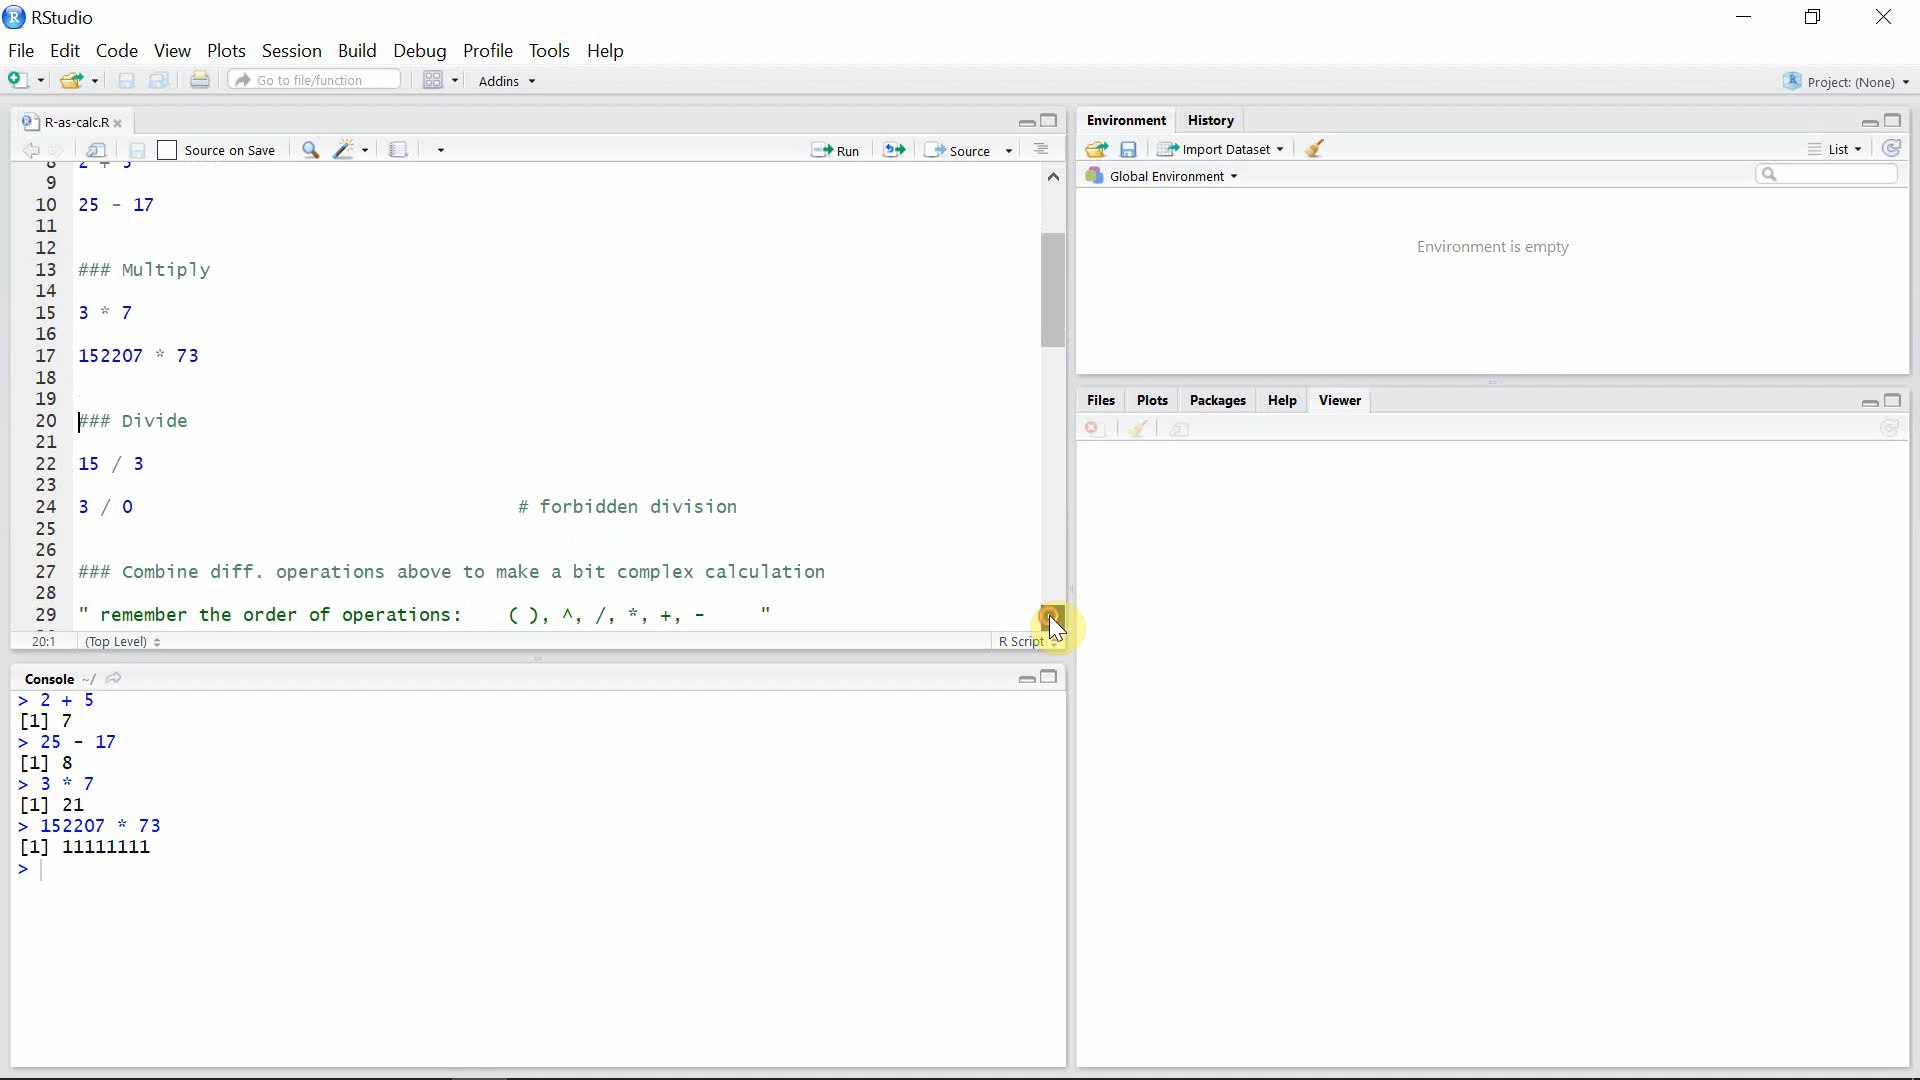 RStudio
File Edit Code View Plots Session Build Debug Profile Tools Help
Go to file/function Addins Project: (None)
R-as-calc.R
Source on Save Run Source
8 2 + 5
9
10 25 - 17
11
12
13 ### Multiply
14
15 3 * 7
16
17 152207 * 73
18
19
20 ### Divide
21
22 15 / 3
23
24 3 / 0 # forbidden division
25
26
27 ### Combine diff. operations above to make a bit complex calculation
28
29 " remember the order of operations: ( ), ^, /, *, +, - "
20:1 (Top Level) R Script
Console ~/
> 2 + 5
[1] 7
> 25 - 17
[1] 8
> 3 * 7
[1] 21
> 152207 * 73
[1] 11111111
>
Environment History
Import Dataset List
Global Environment
Environment is empty
Files Plots Packages Help Viewer